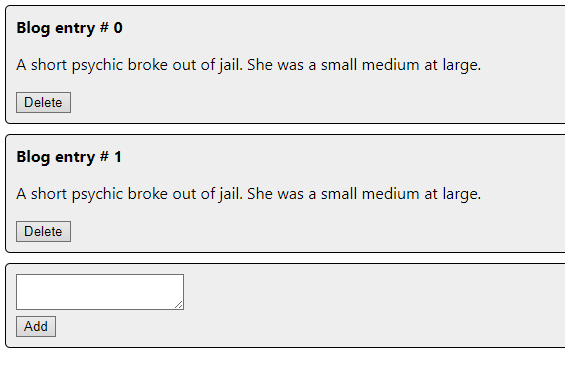 Blog entry # 0
A short psychic broke out of jail. She was a small medium at large.
Delete
Blog entry # 1
A short psychic broke out of jail. She was a small medium at large.
Delete
Add